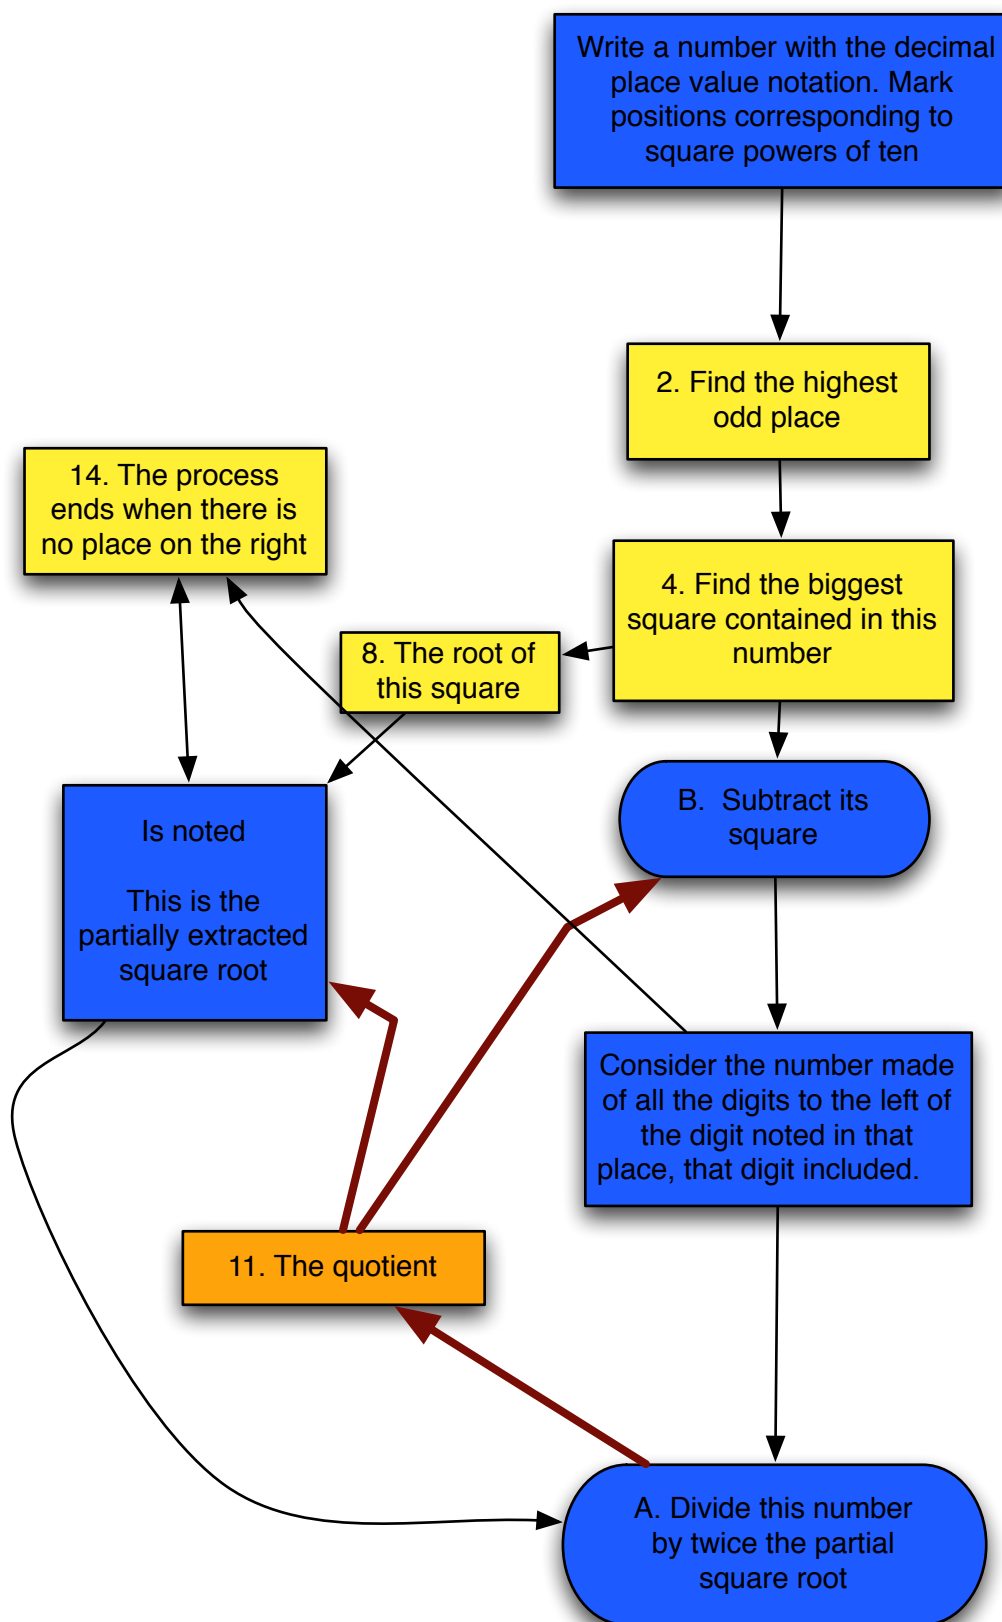 Write a number with the decimal
place value notation. Mark
positions corresponding to
square powers of ten
2. Find the highest
odd place
14. The process
ends when there is
no place on the right
4. Find the biggest
square contained in this
number
8. The root of
this square
B.  Subtract its
square
Is noted
This is the
partially extracted
square root
Consider the number made
of all the digits to the left of
the digit noted in that
place, that digit included.
11. The quotient
A. Divide this number
by twice the partial
square root